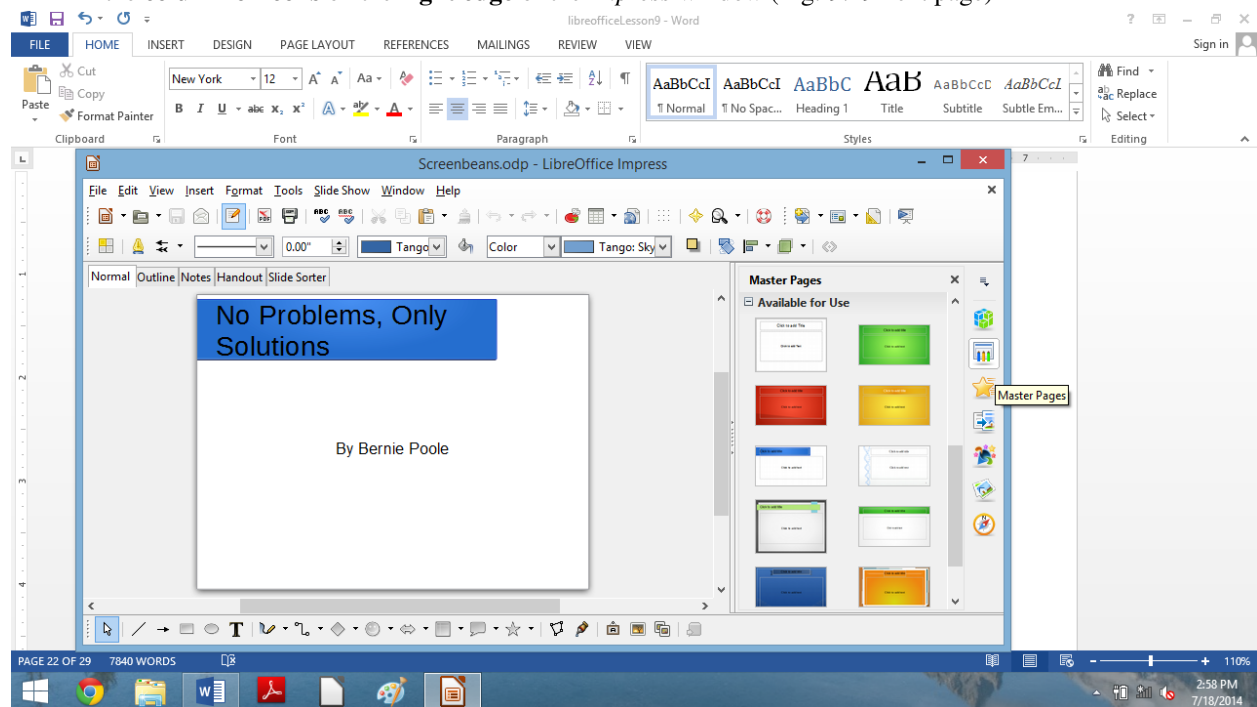 libreofficeLesson9 - Word
FILE HOME INSERT DESIGN PAGE LAYOUT REFERENCES MAILINGS REVIEW VIEW Sign in
Cut
Copy
Format Painter
Paste
New York 12
Aa
B I U abc X₂ X²
AaBbCcI AaBbCcI AaBbC AaB AaBbCcD AaBbCcI
¶ Normal ¶ No Spac... Heading 1 Title Subtitle Subtle Em...
Find
Replace
Select
Clipboard Font Paragraph Styles Editing
Screenbeans.odp - LibreOffice Impress
File Edit View Insert Format Tools Slide Show Window Help
0.00" Tango Color Tango: Sky
Normal Outline Notes Handout Slide Sorter
Master Pages
Available for Use
No Problems, Only
Solutions
By Bernie Poole
Master Pages
PAGE 22 OF 29 7840 WORDS 110%
2:58 PM
7/18/2014